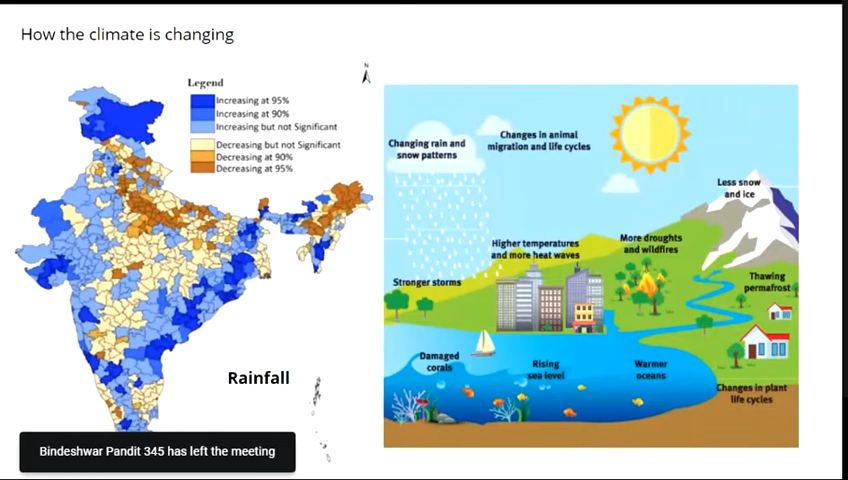 How the climate is changing
N
Legend
Increasing at 95%
Increasing at 90%
Increasing but not Significant
Decreasing but not Significant
Decreasing at 90%
Decreasing at 95%
Rainfall
Changing rain and
snow patterns
Changes in animal
migration and life cycles
Less snow
and ice
Higher temperatures
and more heat waves
More droughts
and wildfires
Stronger storms
Thawing
permafrost
Damaged
corals
Rising
sea level
Warmer
oceans
Changes in plant
life cycles
Bindeshwar Pandit 345 has left the meeting